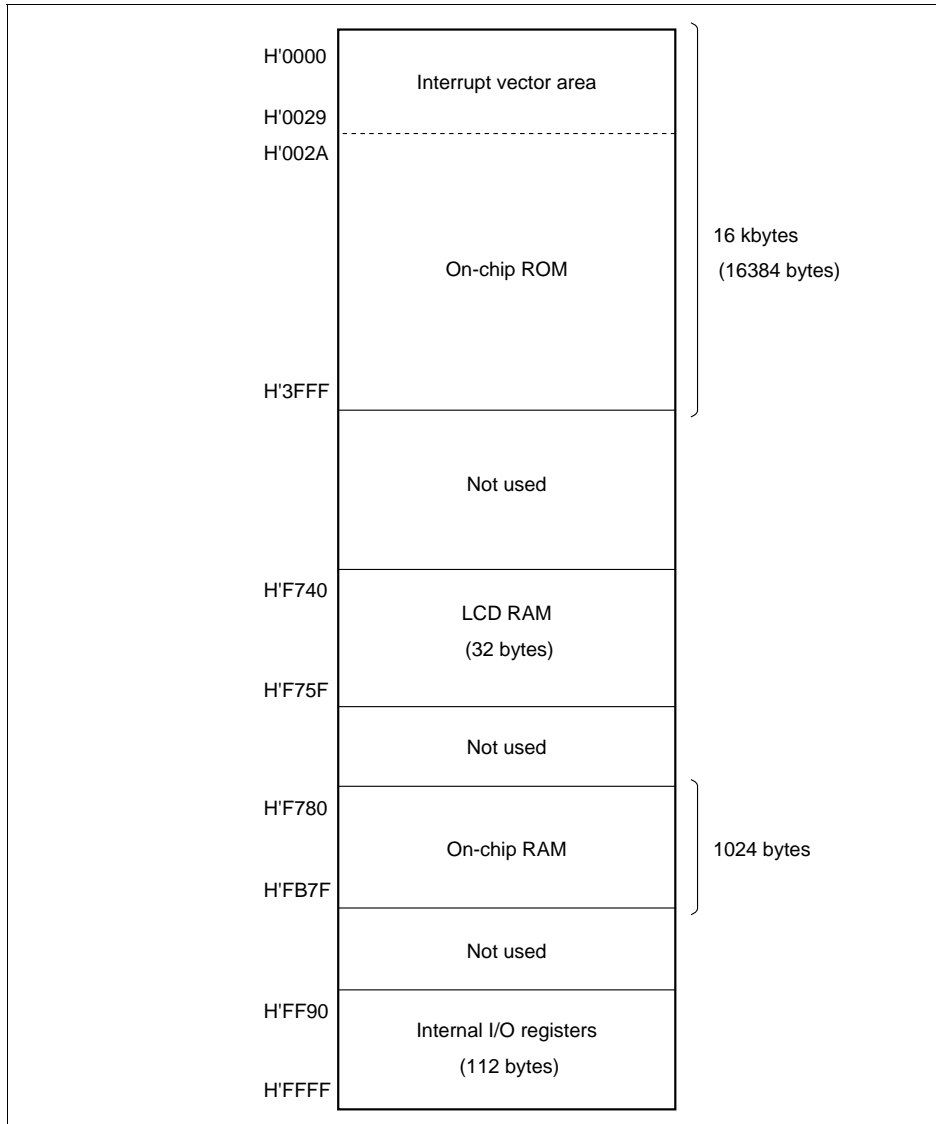 H'0000
Interrupt vector area
H'0029
H'002A
On-chip ROM
16 kbytes
(16384 bytes)
H'3FFF
Not used
H'F740
LCD RAM
(32 bytes)
H'F75F
Not used
H'F780
On-chip RAM
1024 bytes
H'FB7F
Not used
H'FF90
Internal I/O registers
(112 bytes)
H'FFFF